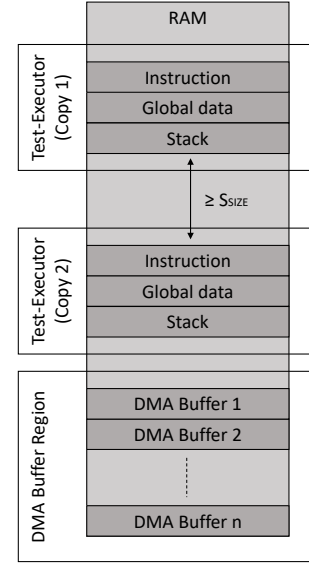 RAM
Test-Executor
(Copy 1)
Instruction
Global data
Stack
≥ SSIZE
Test-Executor
(Copy 2)
Instruction
Global data
Stack
DMA Buffer Region
DMA Buffer 1
DMA Buffer 2
DMA Buffer n